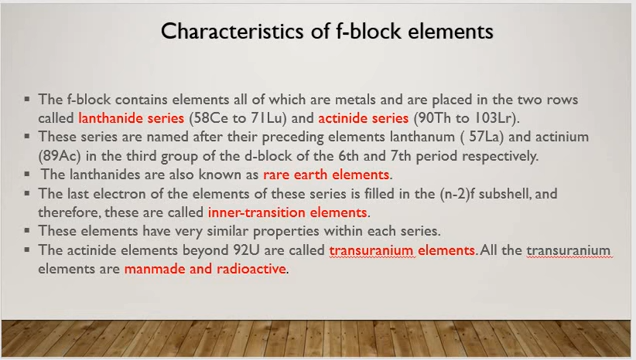 Characteristics of f-block elements
▪ The f-block contains elements all of which are metals and are placed in the two rows
called lanthanide series (58Ce to 71Lu) and actinide series (90Th to 103Lr).
▪ These series are named after their preceding elements lanthanum ( 57La) and actinium
(89Ac) in the third group of the d-block of the 6th and 7th period respectively.
▪ The lanthanides are also known as rare earth elements.
▪ The last electron of the elements of these series is filled in the (n-2)f subshell, and
therefore, these are called inner-transition elements.
▪ These elements have very similar properties within each series.
▪ The actinide elements beyond 92U are called transuranium elements. All the transuranium
elements are manmade and radioactive.